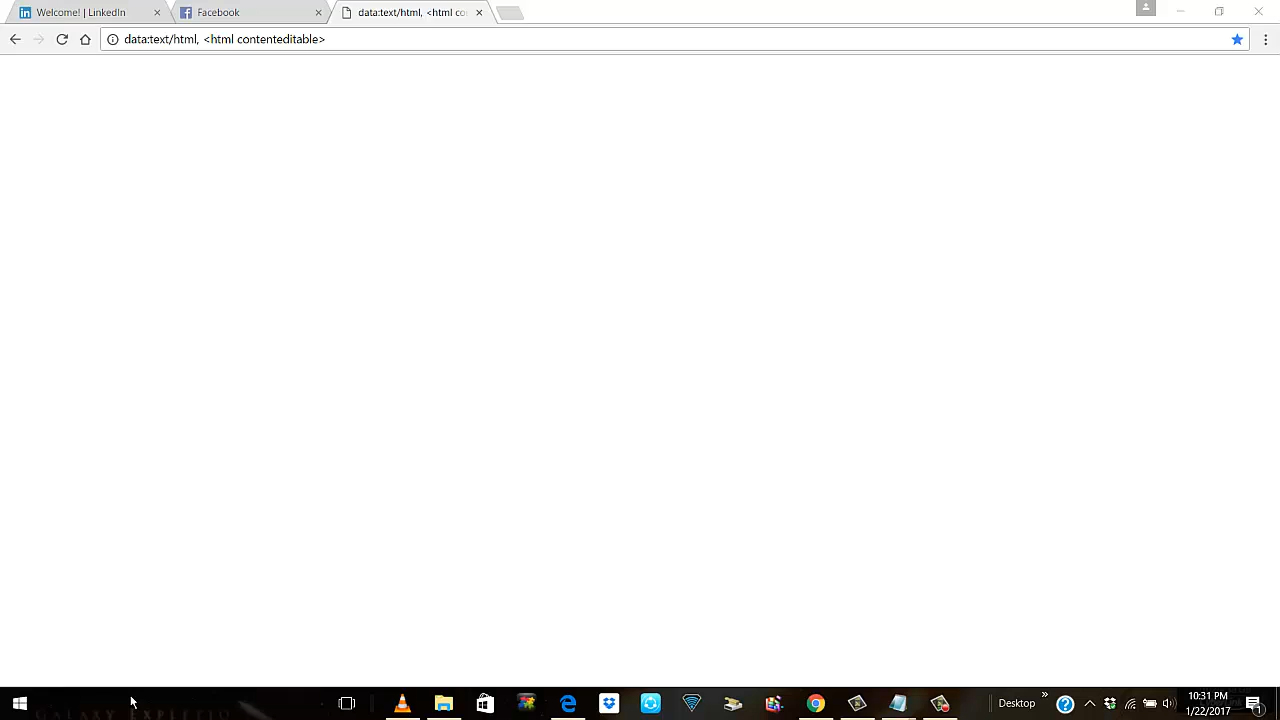 Welcome! | LinkedIn
Facebook
data:text/html, <html co
data:text/html, <html contenteditable>
GALAXY
Desktop
10:31 PM
1/22/2017